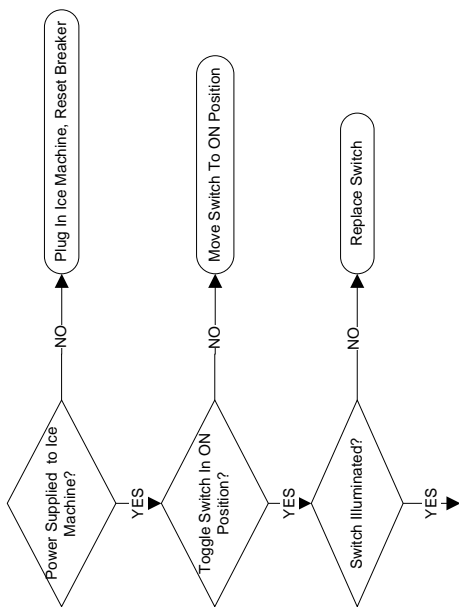 Power Supplied to Ice
Machine?
NO
Plug In Ice Machine, Reset Breaker
YES
Toggle Switch In ON
Position?
NO
Move Switch To ON Position
YES
Switch Illuminated?
NO
Replace Switch
YES